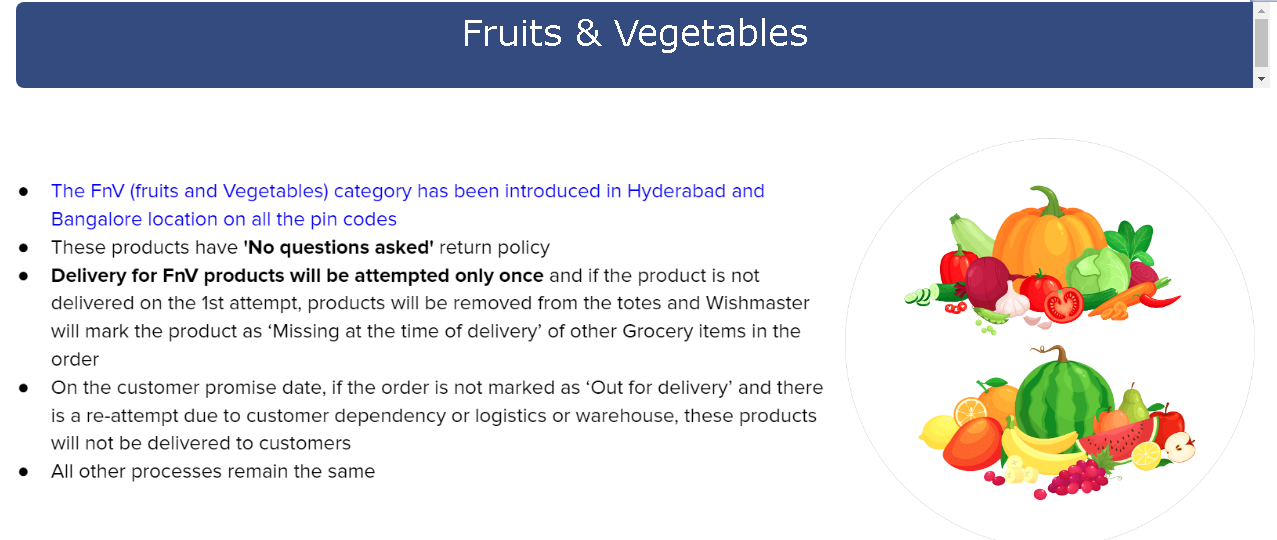 Fruits & Vegetables
● The FnV (fruits and Vegetables) category has been introduced in Hyderabad and
Bangalore location on all the pin codes
● These products have 'No questions asked' return policy
● Delivery for FnV products will be attempted only once and if the product is not
delivered on the 1st attempt, products will be removed from the totes and Wishmaster
will mark the product as ‘Missing at the time of delivery’ of other Grocery items in the
order
● On the customer promise date, if the order is not marked as ‘Out for delivery’ and there
is a re-attempt due to customer dependency or logistics or warehouse, these products
will not be delivered to customers
● All other processes remain the same